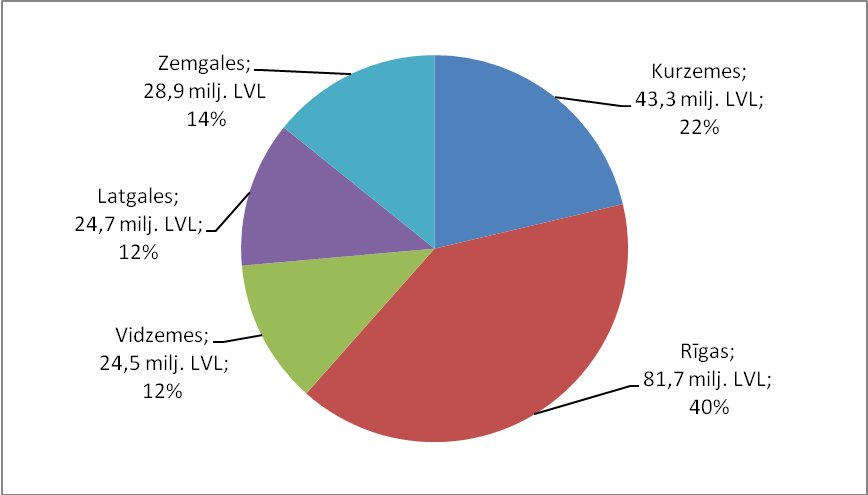 Zemgales;
28,9 milj. LVL
14%
Kurzemes;
43,3 milj. LVL;
22%
Latgales;
24,7 milj. LVL;
12%
Vidzemes;
24,5 milj. LVL;
12%
Rīgas;
81,7 milj. LVL;
40%